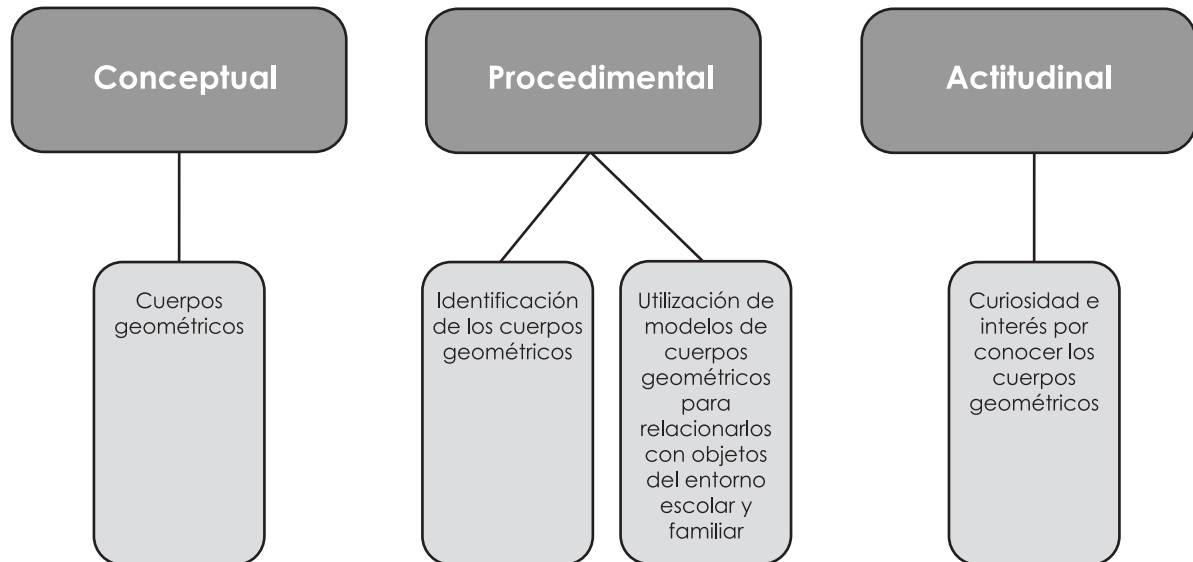 Conceptual
Procedimental
Actitudinal
Cuerpos
geométricos
Identificación
de los cuerpos
geométricos
Utilización de
modelos de
cuerpos
geométricos
para
relacionarlos
con objetos
del entorno
escolar y
familiar
Curiosidad e
interés por
conocer los
cuerpos
geométricos